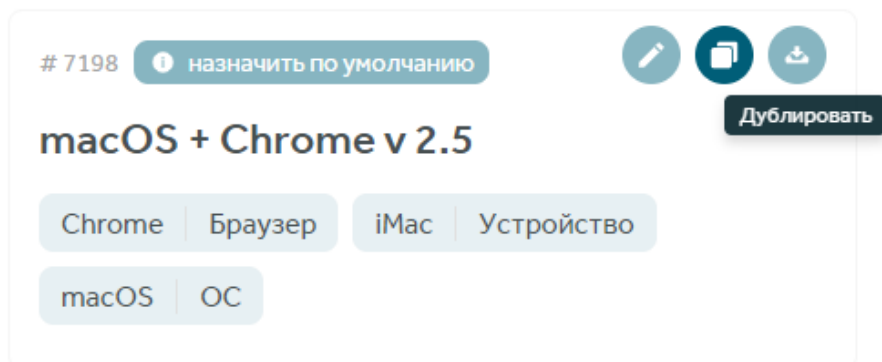 # 7198 назначить по умолчанию
Дублировать
macOS + Chrome v 2.5
Chrome Браузер iMac Устройство
macOS ОС